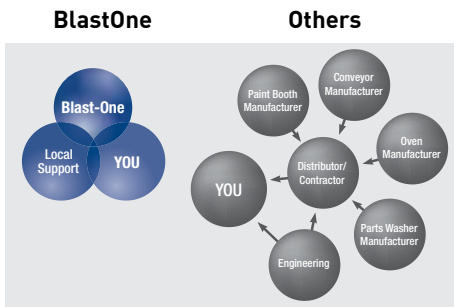 BlastOne
Others
Blast-One
Local
Support
YOU
Conveyor
Manufacturer
Paint Booth
Manufacturer
Oven
Manufacturer
Distributor/
Contractor
YOU
Parts Washer
Manufacturer
Engineering